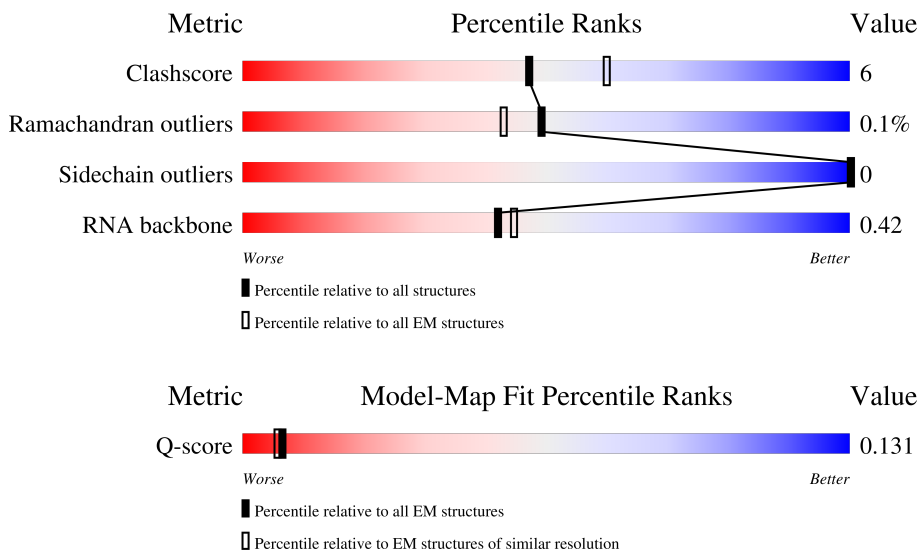 Metric Percentile Ranks Value
Clashscore 6
Ramachandran outliers 0.1%
Sidechain outliers 0
RNA backbone 0.42
Worse Better
Percentile relative to all structures
Percentile relative to all EM structures
Metric Model-Map Fit Percentile Ranks Value
Q-score 0.131
Worse Better
Percentile relative to all EM structures
Percentile relative to EM structures of similar resolution